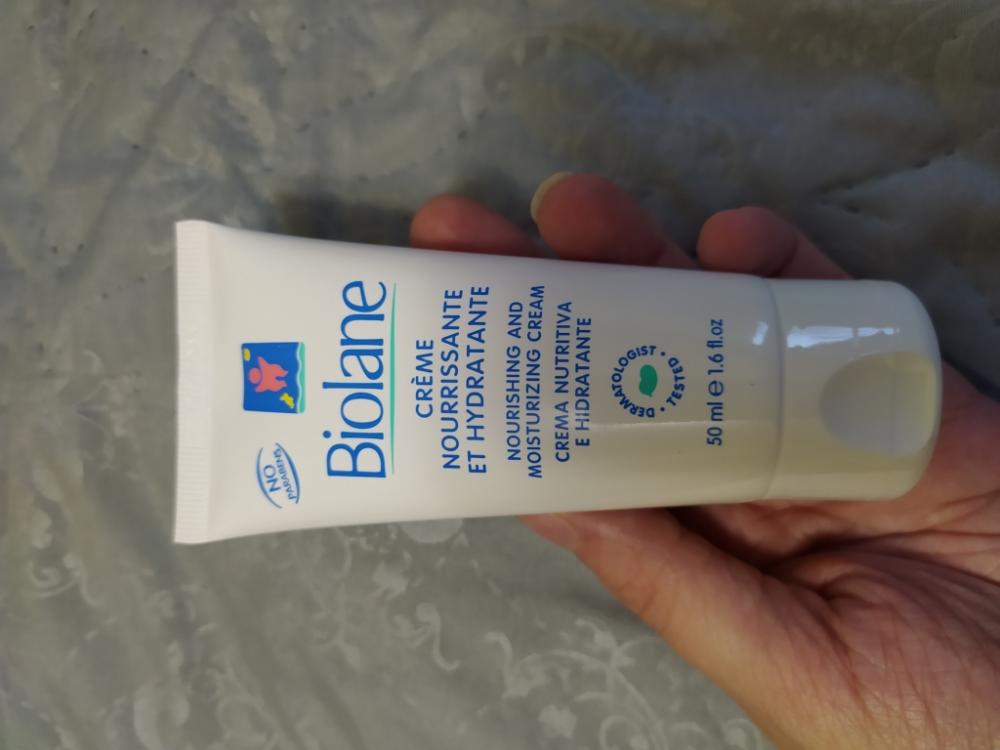 NO
PARABENS
Biolane
CRÈME
NOURRISSANTE
ET HYDRATANTE
NOURISHING AND
MOISTURIZING CREAM
CREMA NUTRITIVA
E HIDRATANTE
DERMATOLOGIST • TESTED •
50 ml e 1.6 fl.oz